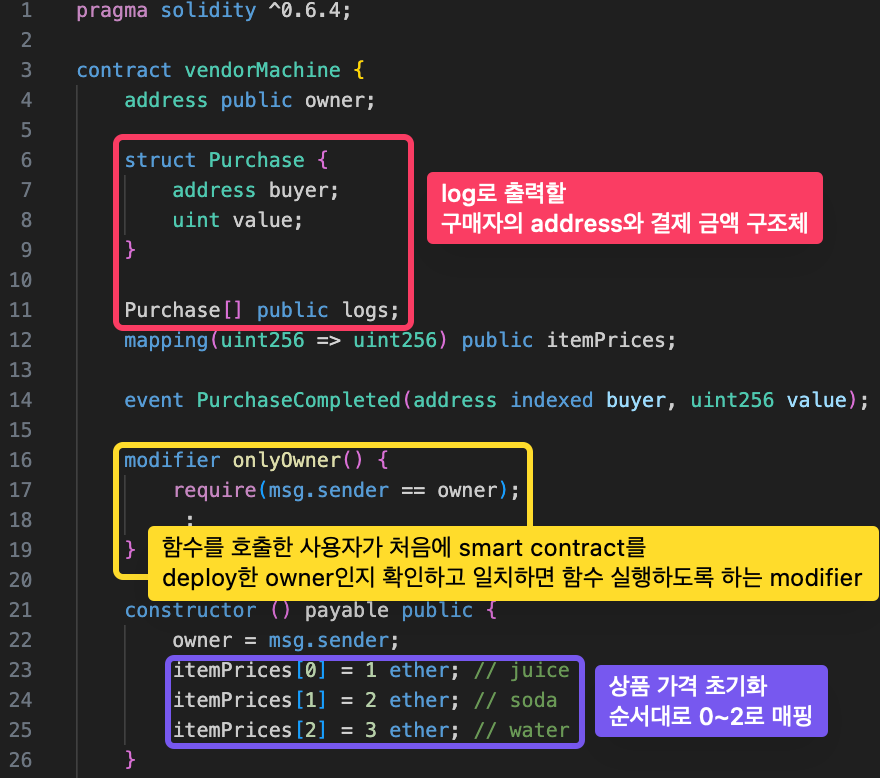 1 pragma solidity ^0.6.4;
2
3 contract vendorMachine {
4 address public owner;
5
6 struct Purchase {
7 address buyer;
8 uint value;
9 }
log로 출력할
구매자의 address와 결제 금액 구조체
10
11 Purchase[] public logs;
12 mapping(uint256 => uint256) public itemPrices;
13
14 event PurchaseCompleted(address indexed buyer, uint256 value);
15
16 modifier onlyOwner() {
17 require(msg.sender == owner);
18 ;
19 }
함수를 호출한 사용자가 처음에 smart contract를
deploy한 owner인지 확인하고 일치하면 함수 실행하도록 하는 modifier
20
21 constructor () payable public {
22 owner = msg.sender;
23 itemPrices[0] = 1 ether; // juice
24 itemPrices[1] = 2 ether; // soda
25 itemPrices[2] = 3 ether; // water
상품 가격 초기화
순서대로 0~2로 매핑
26 }